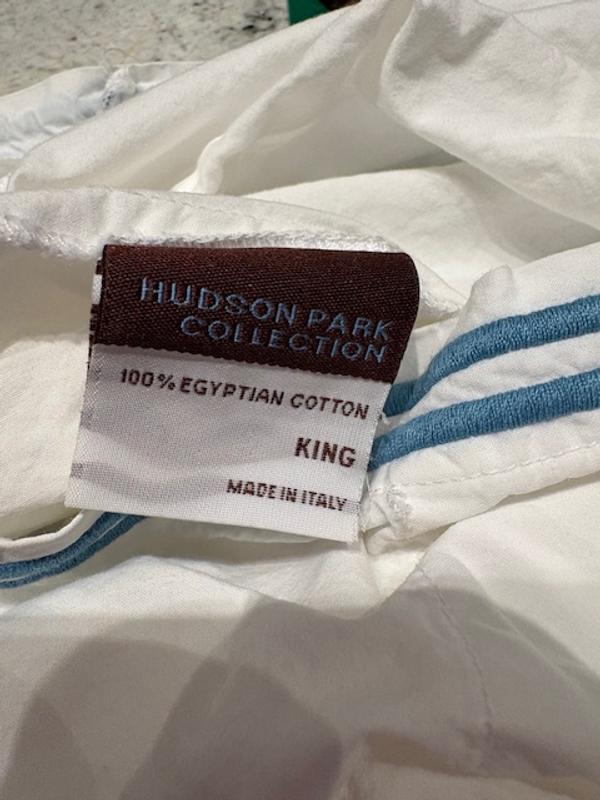 HUDSON PARK
COLLECTION
100% EGYPTIAN COTTON
KING
MADE IN ITALY